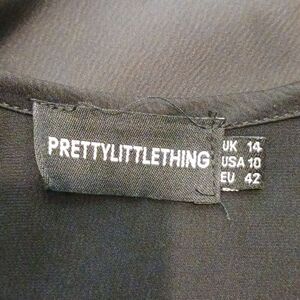 PRETTYLITTLETHING
UK 14
USA 10
EU 42